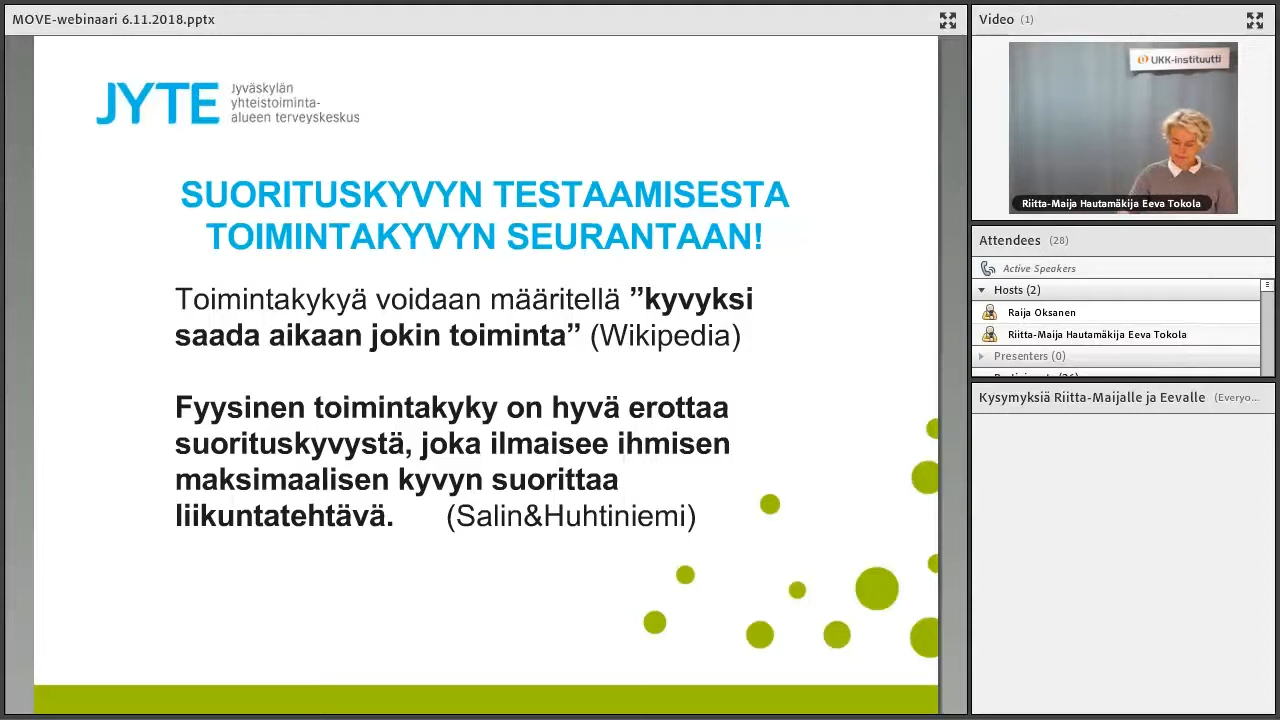 MOVE-webinaari 6.11.2018.pptx
JYTE
Jyväskylän
yhteistoiminta-
alueen terveyskeskus
SUORITUSKYVYN TESTAAMISESTA
TOIMINTAKYVYN SEURANTAAN!
Toimintakykyä voidaan määritellä ”kyvyksi
saada aikaan jokin toiminta” (Wikipedia)
Fyysinen toimintakyky on hyvä erottaa
suorituskyvystä, joka ilmaisee ihmisen
maksimaalisen kyvyn suorittaa
liikuntatehtävä. (Salin&Huhtiniemi)
Video (1)
UKK-instituutti
Riitta-Maija Hautamäkija Eeva Tokola
Attendees (28)
Active Speakers
Hosts (2)
Raija Oksanen
Riitta-Maija Hautamäkija Eeva Tokola
Presenters (0)
Kysymyksiä Riitta-Maijalle ja Eevalle (Everyo...